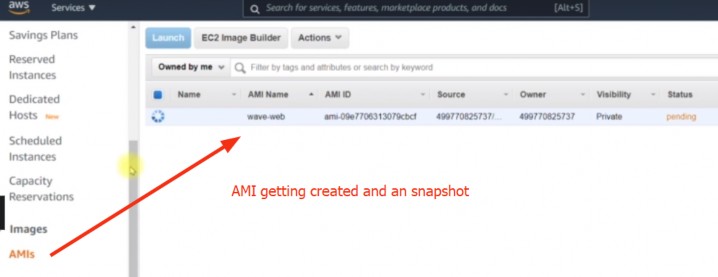 aws
Services
Search for services, features, marketplace products, and docs
[Alt+S]
Savings Plans
Reserved
Instances
Dedicated
Hosts New
Scheduled
Instances
Capacity
Reservations
Images
AMIs
Launch
EC2 Image Builder
Actions
Owned by me
Filter by tags and attributes or search by keyword
Name AMI Name AMI ID Source Owner Visibility Status
wave-web ami-09e7706313079cbcf 499770825737/... 499770825737 Private pending
AMI getting created and an snapshot